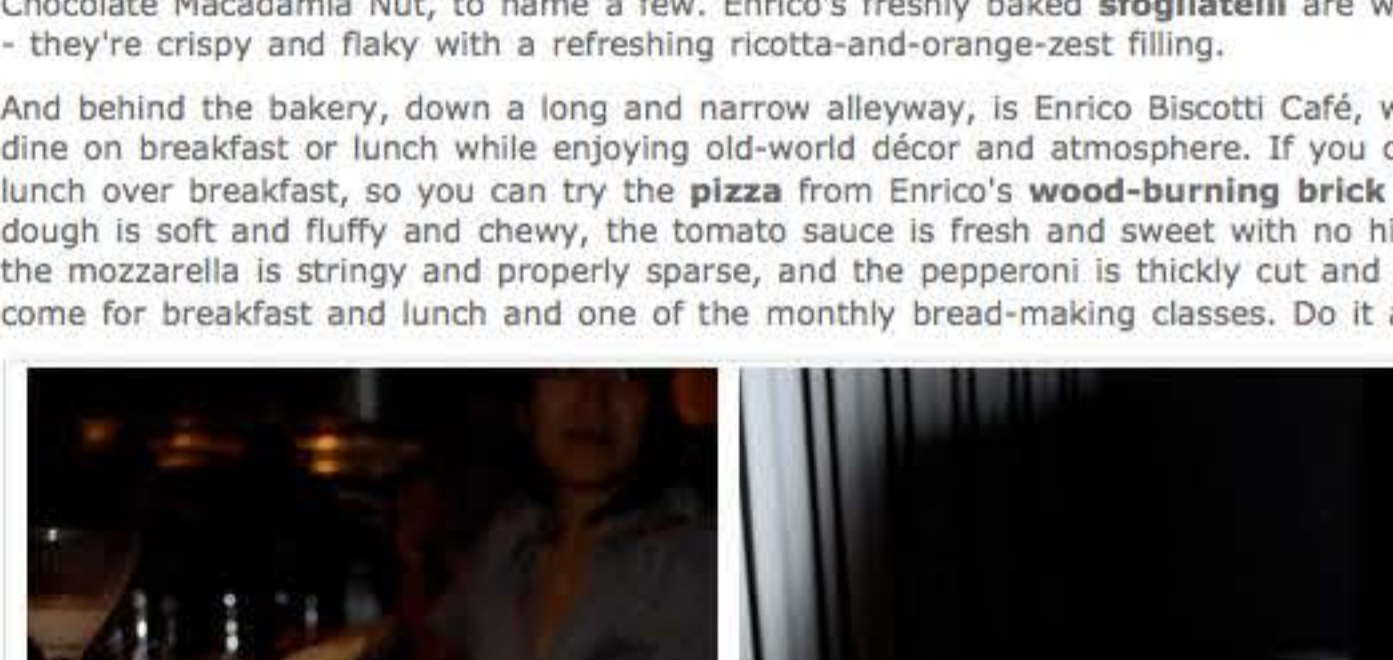 Chocolate Macadamia Nut, to name a few. Enrico's freshly baked sfogliatelli are
- they're crispy and flaky with a refreshing ricotta-and-orange-zest filling.
And behind the bakery, down a long and narrow alleyway, is Enrico Biscotti Café,
dine on breakfast or lunch while enjoying old-world décor and atmosphere. If you
lunch over breakfast, so you can try the pizza from Enrico's wood-burning brick
dough is soft and fluffy and chewy, the tomato sauce is fresh and sweet with no
the mozzarella is stringy and properly sparse, and the pepperoni is thickly cut and
come for breakfast and lunch and one of the monthly bread-making classes. Do it